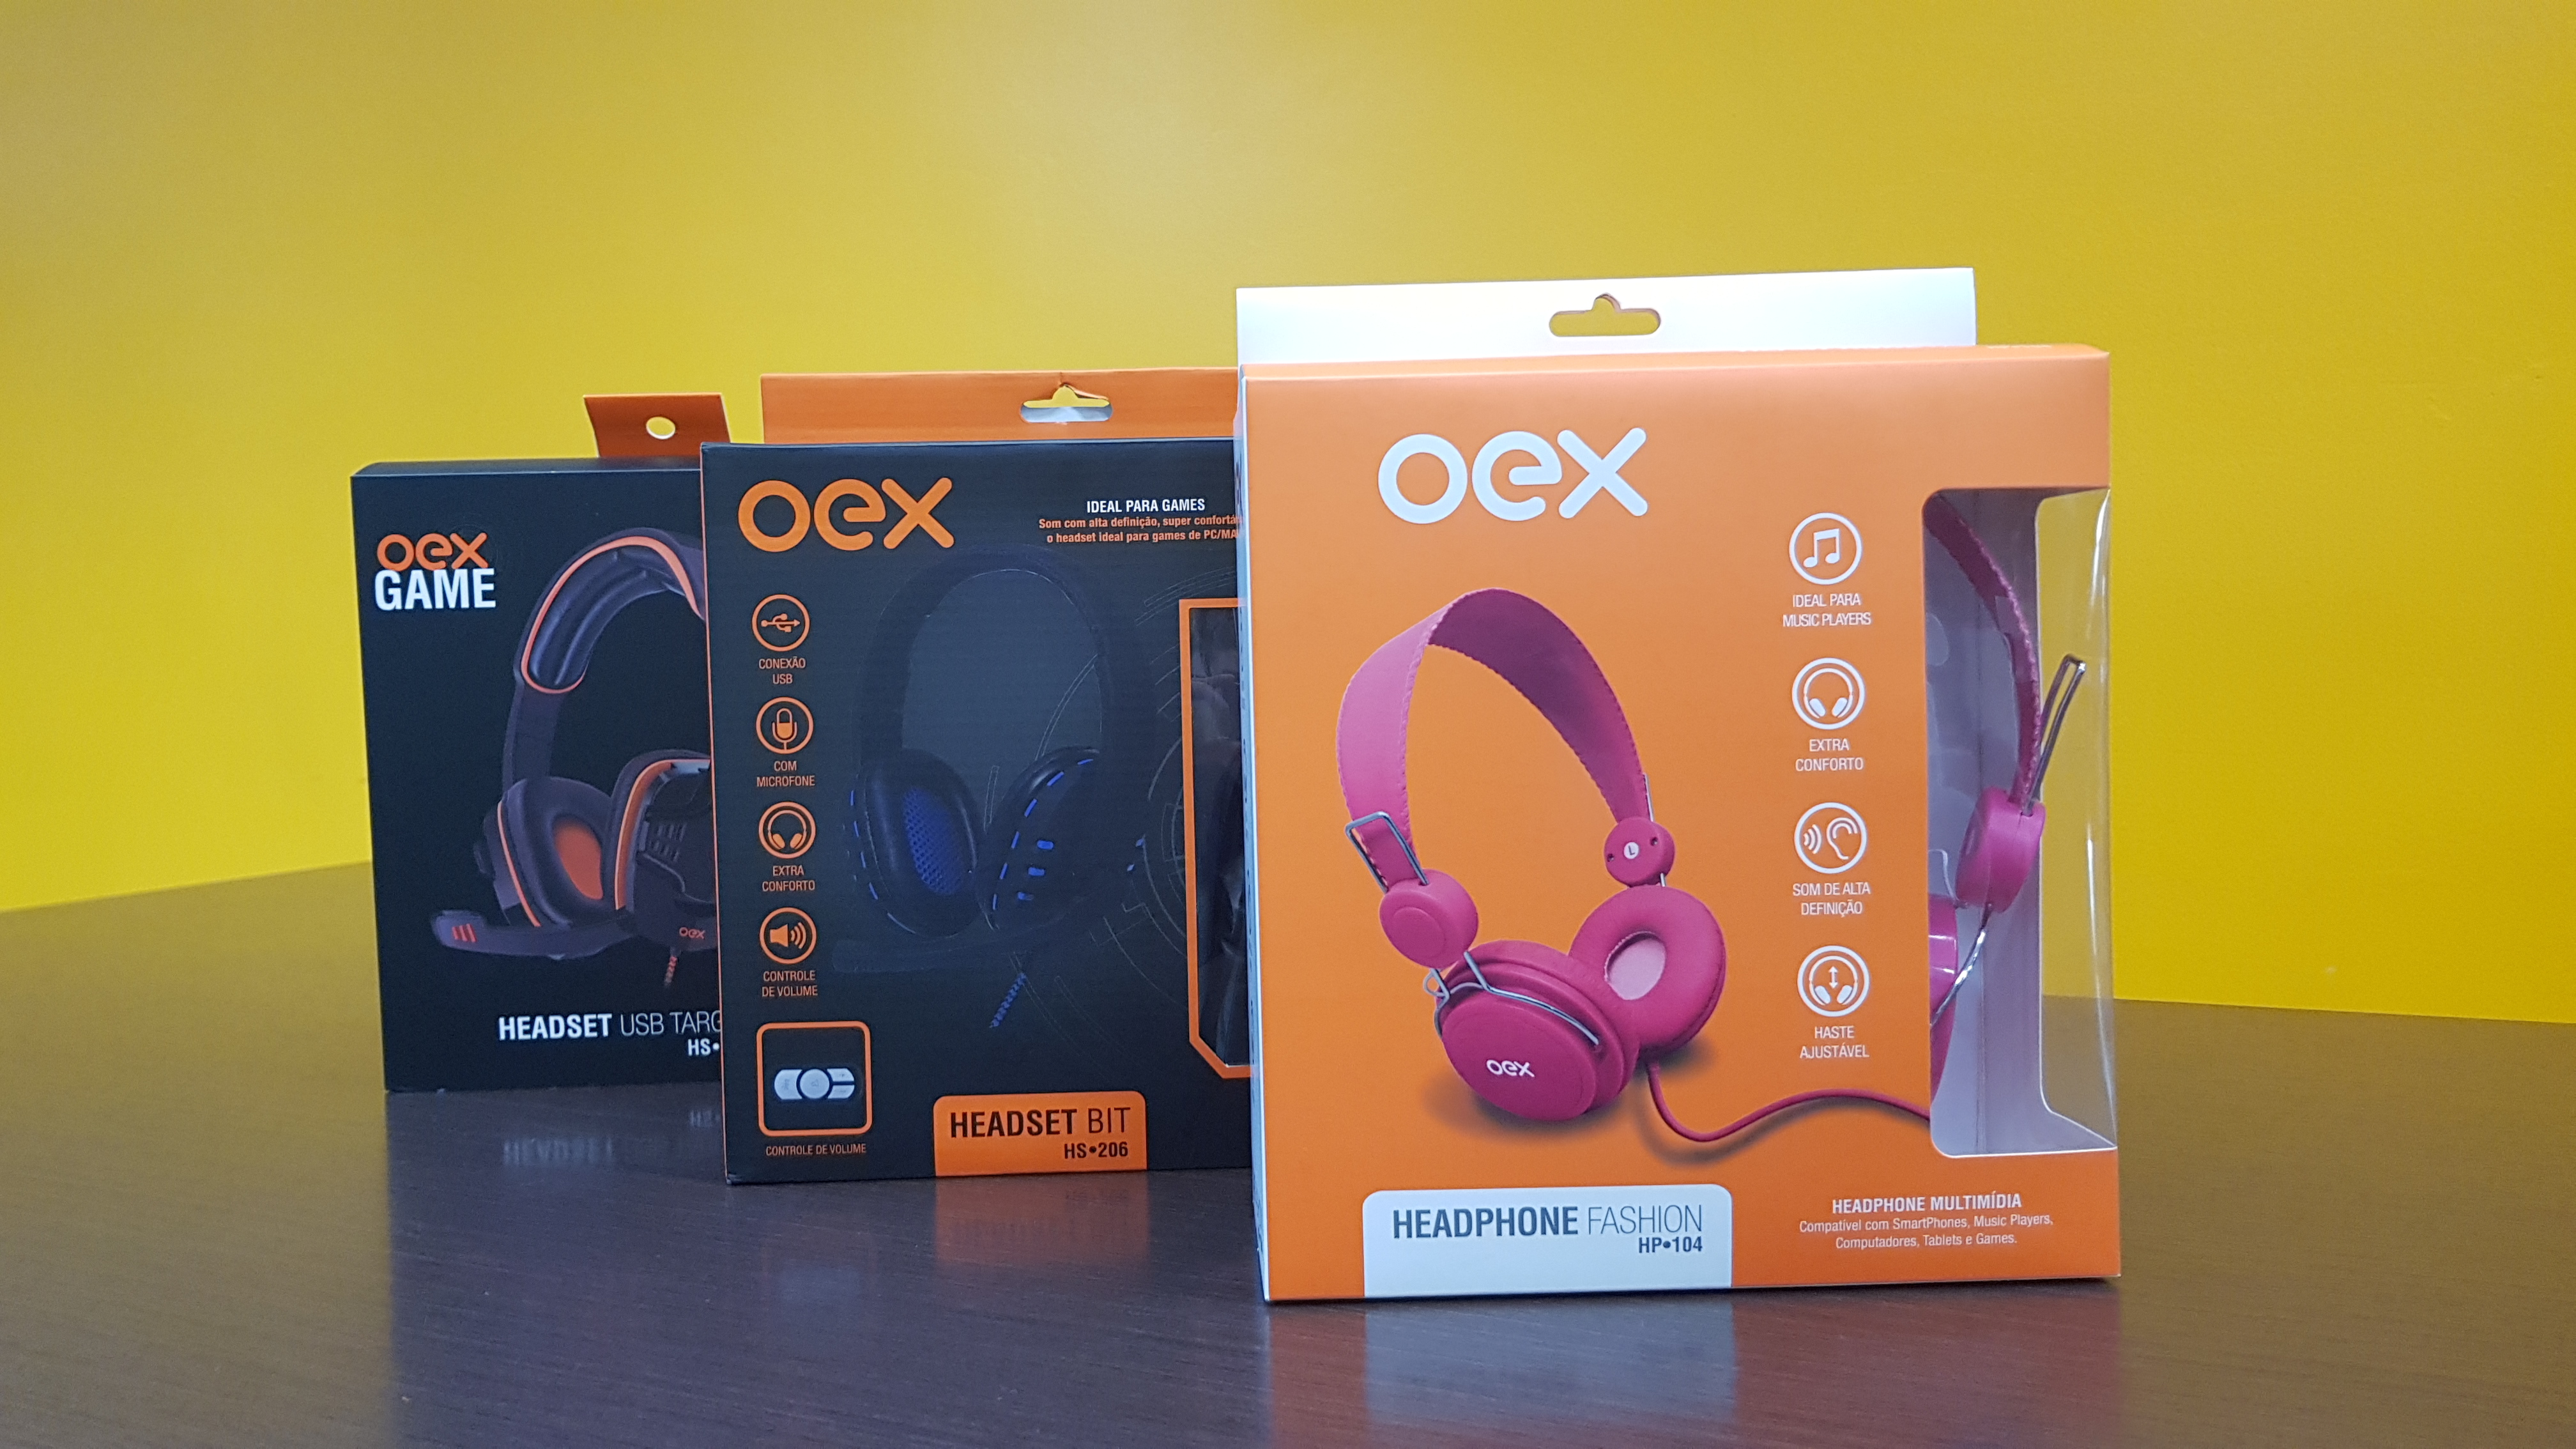 oex
GAME
oex
HEADSET USB TARG
HS•
oex
IDEAL PARA GAMES
Som com alta definição, super confortá
o headset ideal para games de PC/MA
CONEXÃO
USB
COM
MICROFONE
EXTRA
CONFORTO
CONTROLE
DE VOLUME
CONTROLE DE VOLUME
HEADSET BIT
HS•206
oex
IDEAL PARA
MUSIC PLAYERS
EXTRA
CONFORTO
SOM DE ALTA
DEFINIÇÃO
HASTE
AJUSTÁVEL
L
oex
HEADPHONE FASHION
HP•104
HEADPHONE MULTIMÍDIA
Compatível com SmartPhones, Music Players,
Computadores, Tablets e Games.